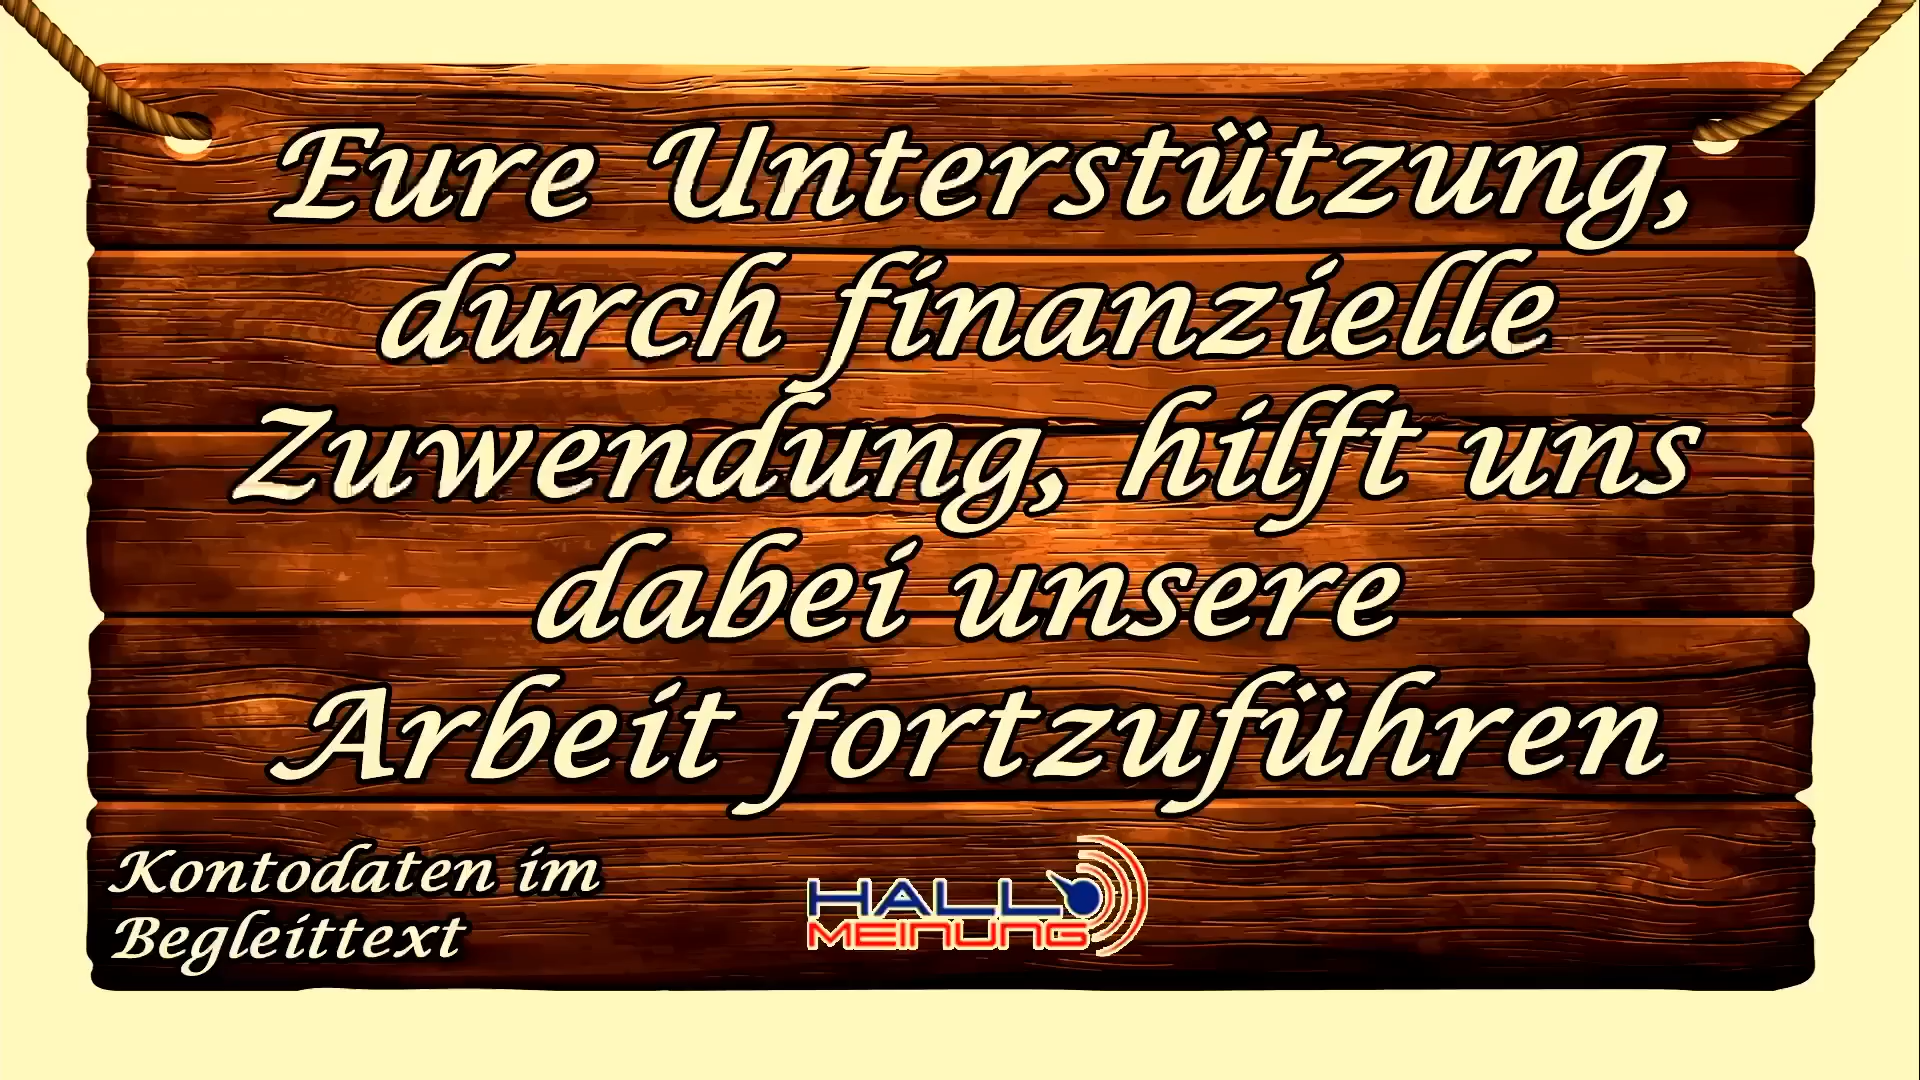 Eure Unterstützung,
durch finanzielle
Zuwendung, hilft uns
dabei unsere
Arbeit fortzuführen
Kontodaten im
Begleittext
HALLO
MEINUNG